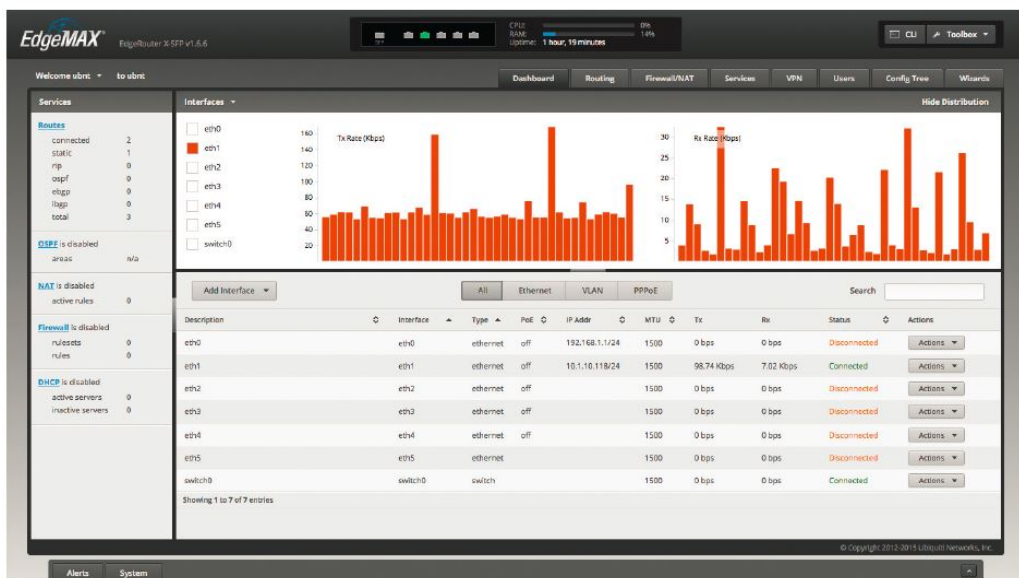 EdgeMAX EdgeRouter X-SFP v1.6.6
SFP
CPU: 0%
RAM: 14%
Uptime: 1 hour, 19 minutes
CLI Toolbox
Welcome ubnt to ubnt
Dashboard Routing Firewall/NAT Services VPN Users Config Tree Wizards
Services
Routes
connected 2
static 1
rip 0
ospf 0
ebgp 0
ibgp 0
total 3
OSPF is disabled
areas n/a
NAT is disabled
active rules 0
Firewall is disabled
rulesets 0
rules 0
DHCP is disabled
active servers 0
inactive servers 0
Interfaces Hide Distribution
eth0
eth1
eth2
eth3
eth4
eth5
switch0
Tx Rate (Kbps)
160
140
120
100
80
60
40
20
Rx Rate (Kbps)
30
25
20
15
10
5
Add Interface All Ethernet VLAN PPPoE Search
Description Interface Type PoE IP Addr MTU Tx Rx Status Actions
eth0 eth0 ethernet off 192.168.1.1/24 1500 0 bps 0 bps Disconnected Actions
eth1 eth1 ethernet off 10.1.10.118/24 1500 98.74 Kbps 7.02 Kbps Connected Actions
eth2 eth2 ethernet off 1500 0 bps 0 bps Disconnected Actions
eth3 eth3 ethernet off 1500 0 bps 0 bps Disconnected Actions
eth4 eth4 ethernet off 1500 0 bps 0 bps Disconnected Actions
eth5 eth5 ethernet 1500 0 bps 0 bps Disconnected Actions
switch0 switch0 switch 1500 0 bps 0 bps Connected Actions
Showing 1 to 7 of 7 entries
© Copyright 2012-2015 Ubiquiti Networks, Inc.
Alerts System